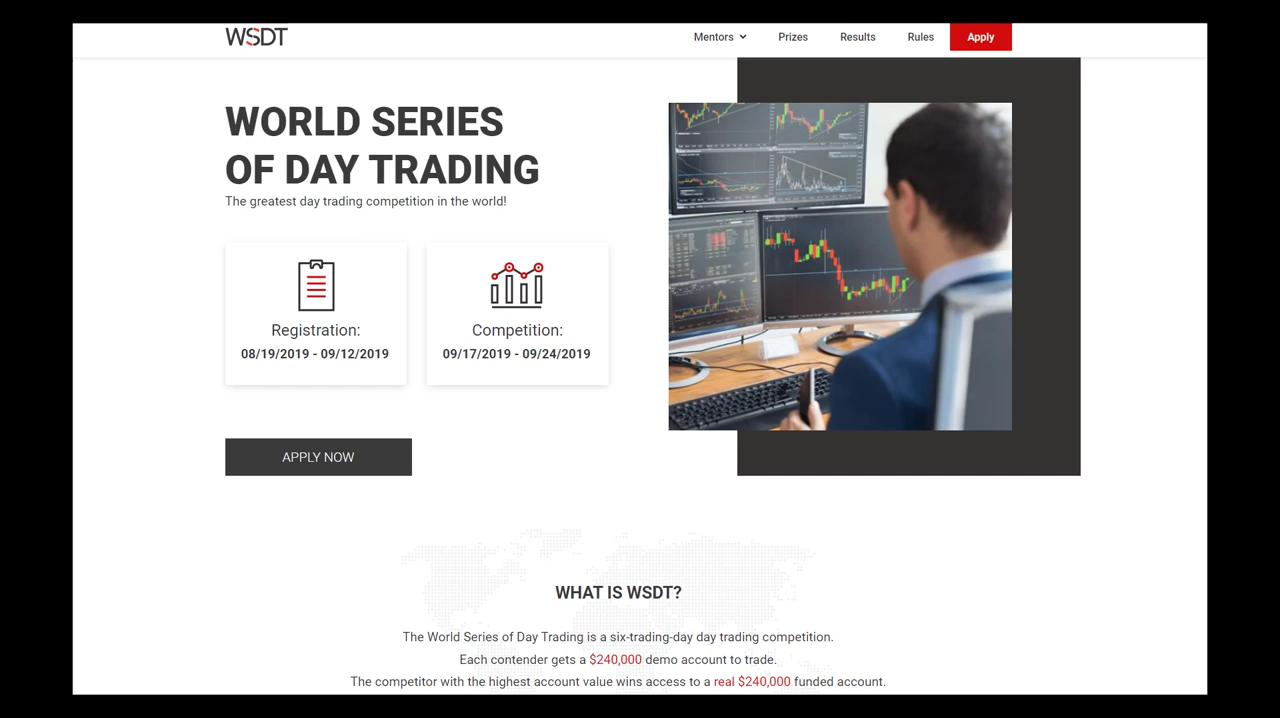 WSDT
Mentors Prizes Results Rules Apply
WORLD SERIES
OF DAY TRADING
The greatest day trading competition in the world!
Registration:
08/19/2019 - 09/12/2019
Competition:
09/17/2019 - 09/24/2019
APPLY NOW
WHAT IS WSDT?
The World Series of Day Trading is a six-trading-day day trading competition.
Each contender gets a $240,000 demo account to trade.
The competitor with the highest account value wins access to a real $240,000 funded account.